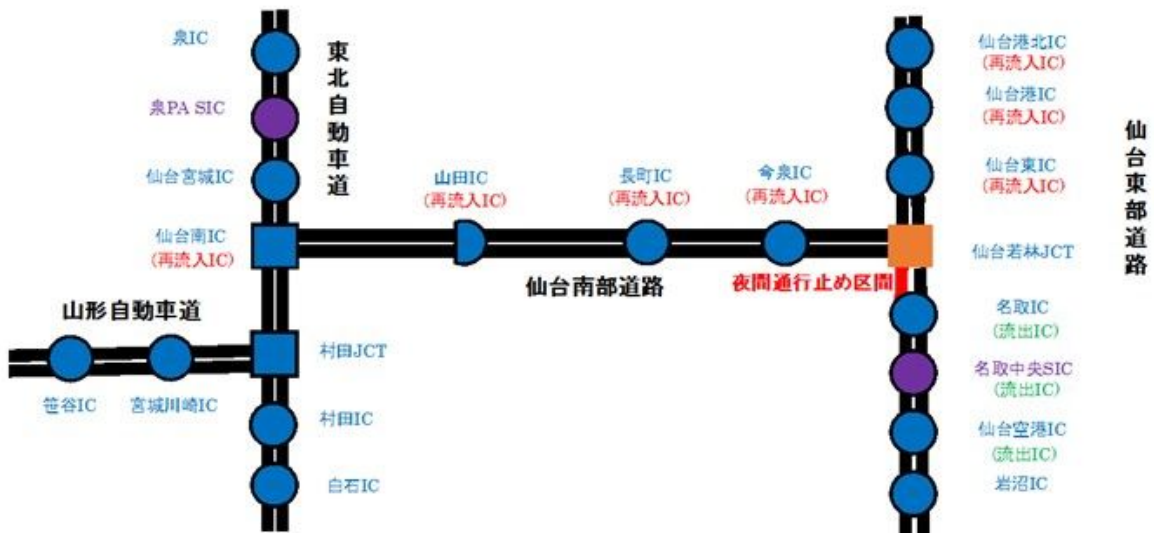 泉IC
泉PA SIC
仙台宮城IC
仙台南IC
(再流入IC)
東北自動車道
山形自動車道
笹谷IC
宮城川崎IC
村田JCT
村田IC
白石IC
山田IC
(再流入IC)
長町IC
(再流入IC)
今泉IC
(再流入IC)
仙台南部道路
夜間通行止め区間
仙台港北IC
(再流入IC)
仙台港IC
(再流入IC)
仙台東IC
(再流入IC)
仙台若林JCT
名取IC
(流出IC)
名取中央SIC
(流出IC)
仙台空港IC
(流出IC)
岩沼IC
仙台東部道路